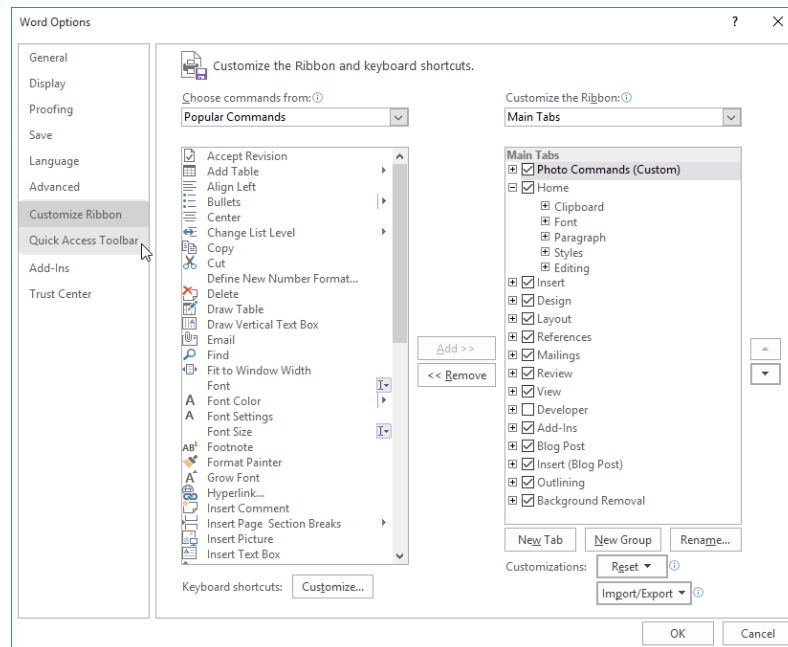 Word Options
?
General
Display
Proofing
Save
Language
Advanced
Customize Ribbon
Quick Access Toolbar
Add-Ins
Trust Center
Customize the Ribbon and keyboard shortcuts.
Choose commands from:
Popular Commands
Accept Revision
Add Table
Align Left
Bullets
Center
Change List Level
Copy
Cut
Define New Number Format...
Delete
Draw Table
Draw Vertical Text Box
Email
Find
Fit to Window Width
Font
Font Color
Font Settings
Font Size
Footnote
Format Painter
Grow Font
Hyperlink...
Insert Comment
Insert Page Section Breaks
Insert Picture
Insert Text Box
Keyboard shortcuts: Customize...
Add >>
<< Remove
Customize the Ribbon:
Main Tabs
Main Tabs
Photo Commands (Custom)
Home
Clipboard
Font
Paragraph
Styles
Editing
Insert
Design
Layout
References
Mailings
Review
View
Developer
Add-Ins
Blog Post
Insert (Blog Post)
Outlining
Background Removal
New Tab New Group Rename...
Customizations: Reset
Import/Export
OK Cancel